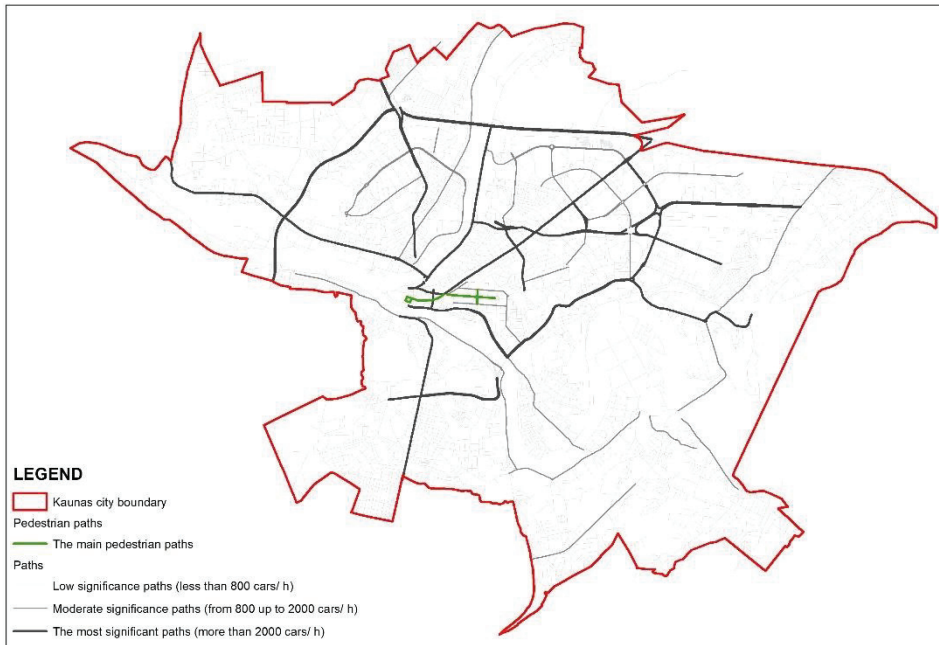 LEGEND
Kaunas city boundary
Pedestrian paths
The main pedestrian paths
Paths
Low significance paths (less than 800 cars/ h)
Moderate significance paths (from 800 up to 2000 cars/ h)
The most significant paths (more than 2000 cars/ h)